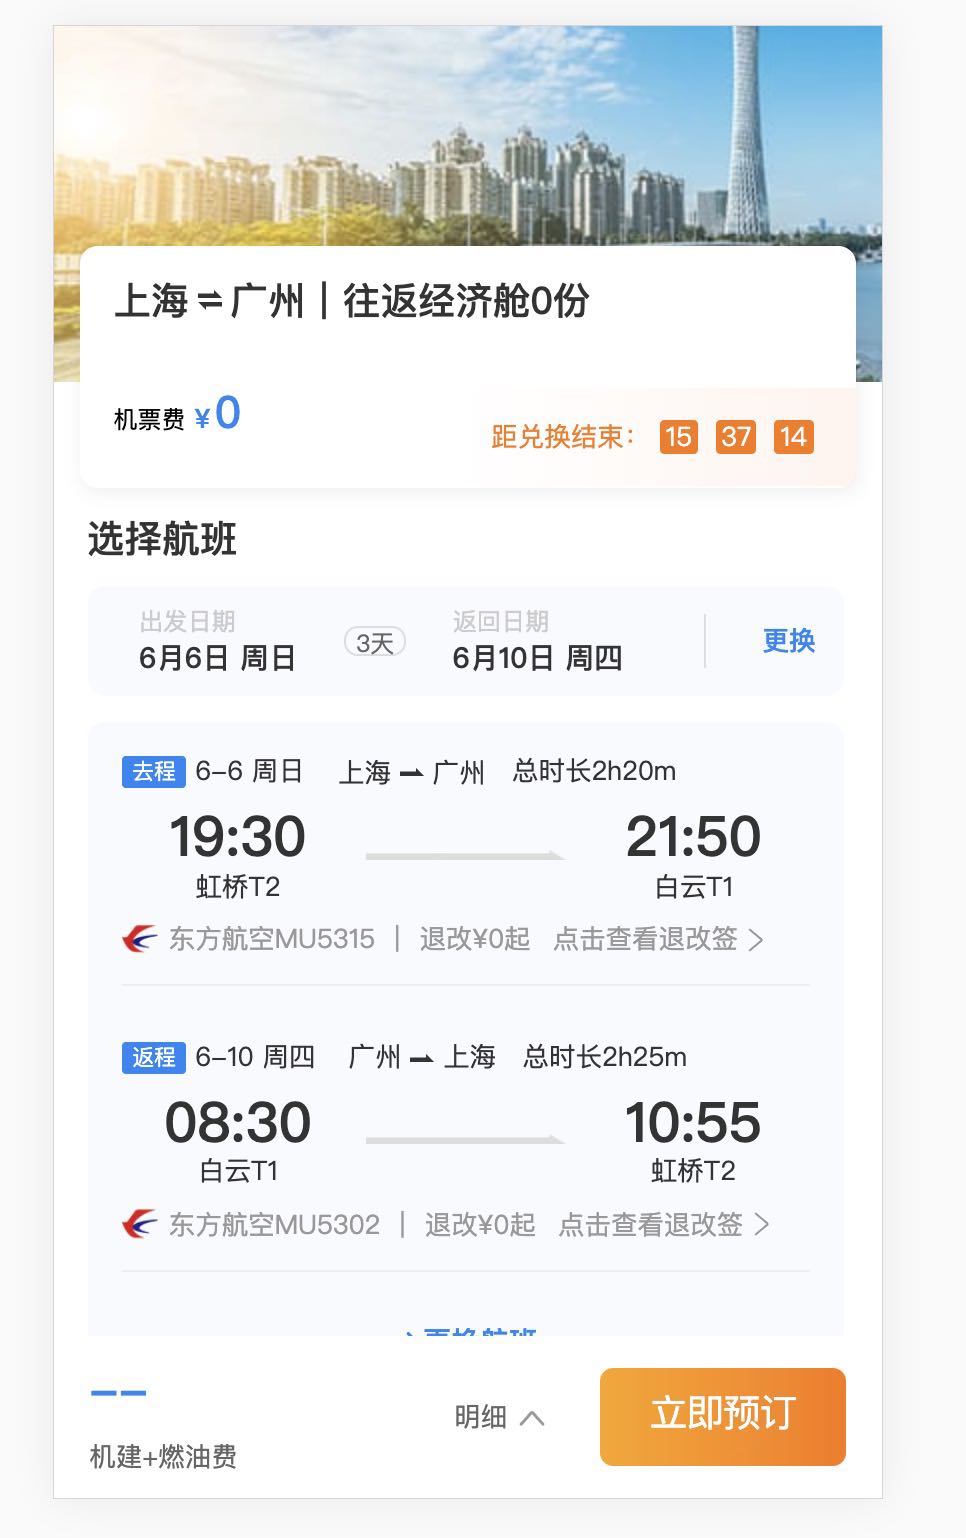 上海⇌广州 | 往返经济舱0份
机票费 ¥0
距兑换结束： 15 37 14
选择航班
出发日期 返回日期
6月6日 周日 3天 6月10日 周四 更换
去程 6-6 周日 上海⇀广州 总时长2h20m
19:30 21:50
虹桥T2 白云T1
东方航空MU5315 | 退改¥0起 点击查看退改签 >
返程 6-10 周四 广州⇀上海 总时长2h25m
08:30 10:55
白云T1 虹桥T2
东方航空MU5302 | 退改¥0起 点击查看退改签 >
更换航班
--
明细 立即预订
机建+燃油费